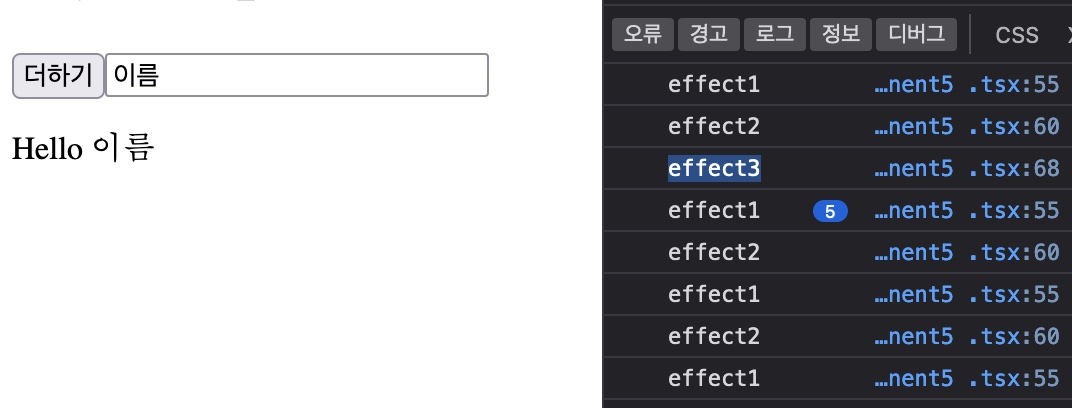 더하기 이름
Hello 이름
오류 경고 로그 정보 디버그 CSS
effect1 …nent5 .tsx:55
effect2 …nent5 .tsx:60
effect3 …nent5 .tsx:68
effect1 5 …nent5 .tsx:55
effect2 …nent5 .tsx:60
effect1 …nent5 .tsx:55
effect2 …nent5 .tsx:60
effect1 …nent5 .tsx:55